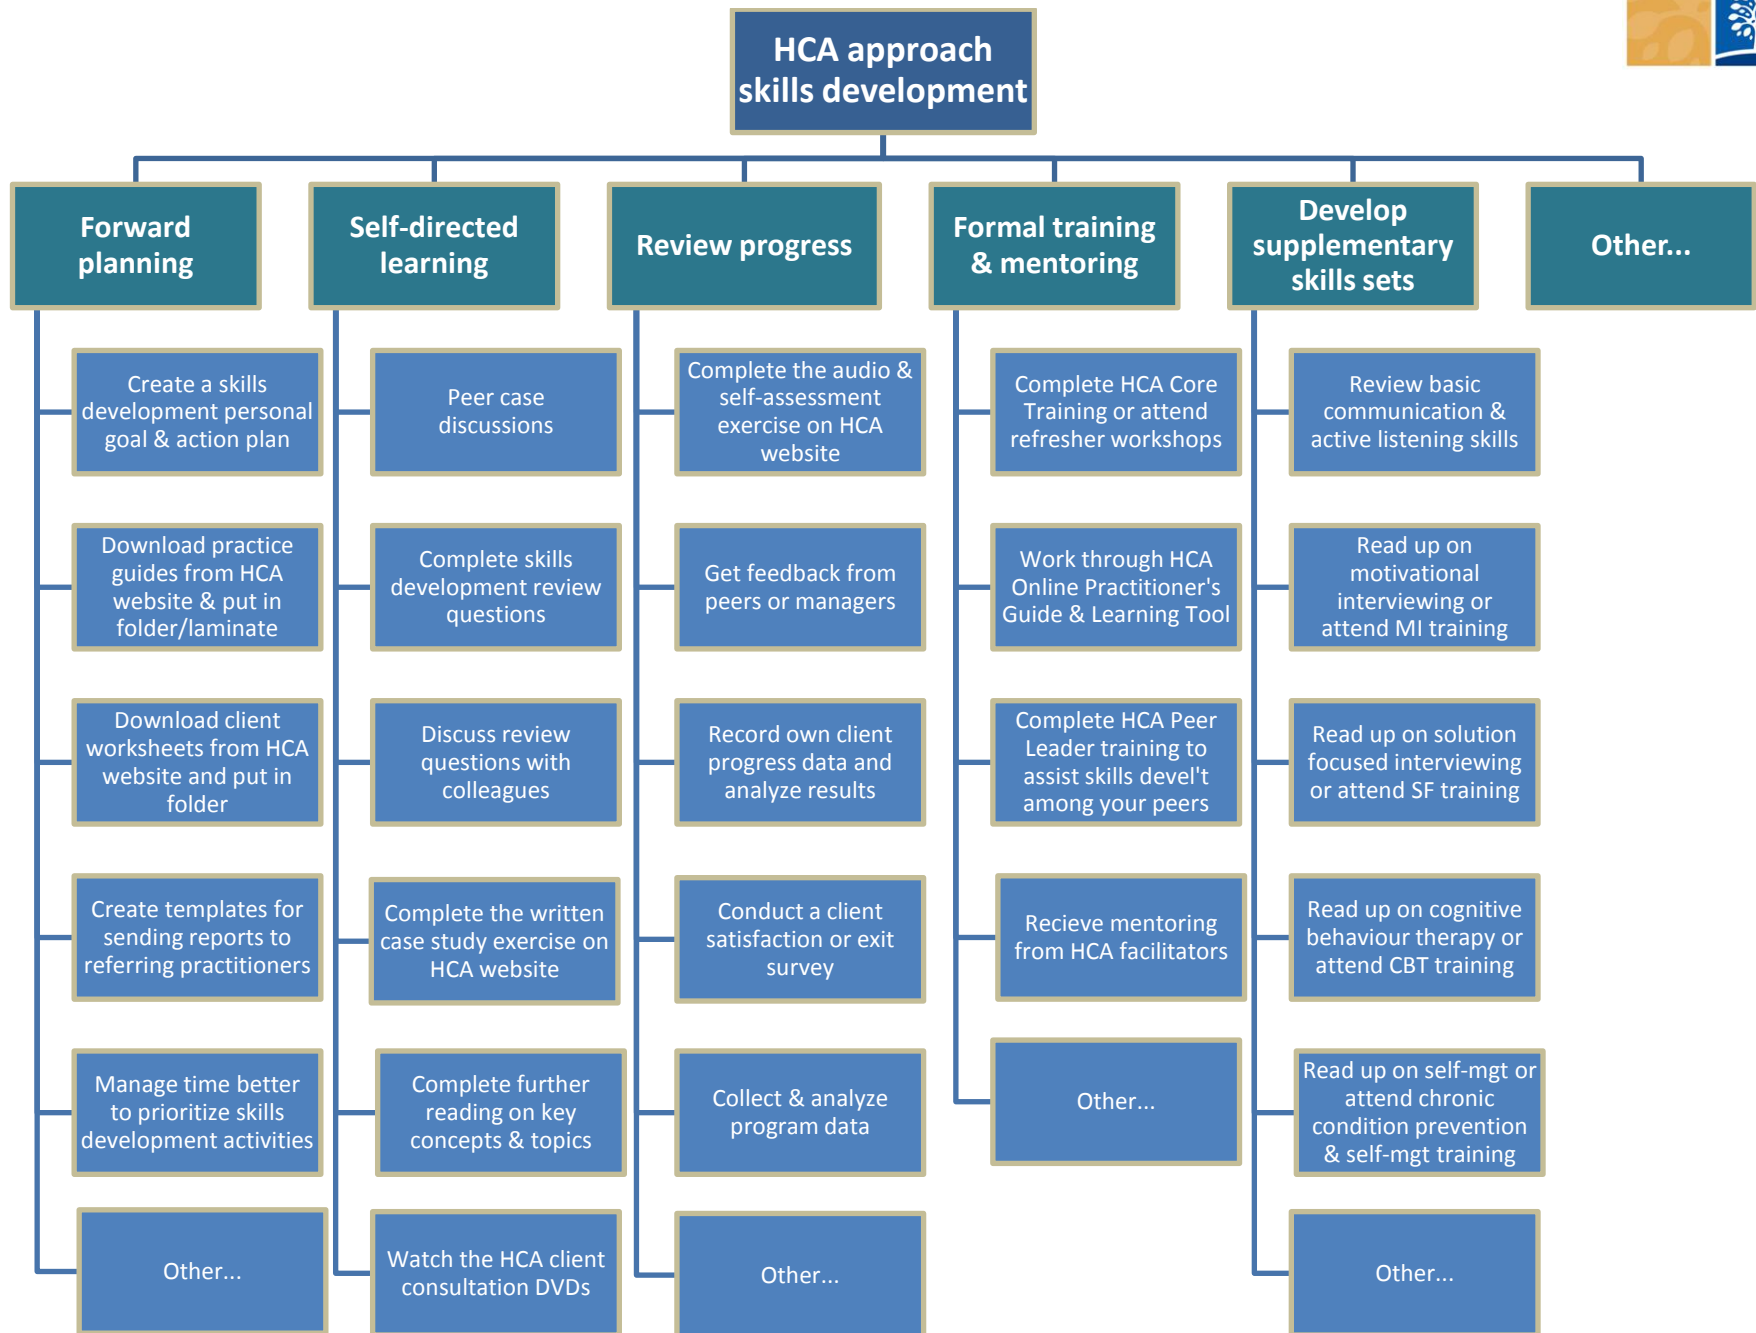 HCA approach
skills development
Forward
planning
Create a skills
development personal
goal & action plan
Download practice
guides from HCA
website & put in
folder/laminate
Download client
worksheets from HCA
website and put in
folder
Create templates for
sending reports to
referring practitioners
Manage time better
to prioritize skills
development activities
Other...
Self-directed
learning
Peer case
discussions
Complete skills
development review
questions
Discuss review
questions with
colleagues
Complete the written
case study exercise on
HCA website
Complete further
reading on key
concepts & topics
Watch the HCA client
consultation DVDs
Review progress
Complete the audio &
self-assessment
exercise on HCA
website
Get feedback from
peers or managers
Record own client
progress data and
analyze results
Conduct a client
satisfaction or exit
survey
Collect & analyze
program data
Other...
Formal training
& mentoring
Complete HCA Core
Training or attend
refresher workshops
Work through HCA
Online Practitioner's
Guide & Learning Tool
Complete HCA Peer
Leader training to
assist skills devel't
among your peers
Recieve mentoring
from HCA facilitators
Other...
Develop
supplementary
skills sets
Review basic
communication &
active listening skills
Read up on
motivational
interviewing or
attend MI training
Read up on solution
focused interviewing
or attend SF training
Read up on cognitive
behaviour therapy or
attend CBT training
Read up on self-mgt or
attend chronic
condition prevention
& self-mgt training
Other...
Other...